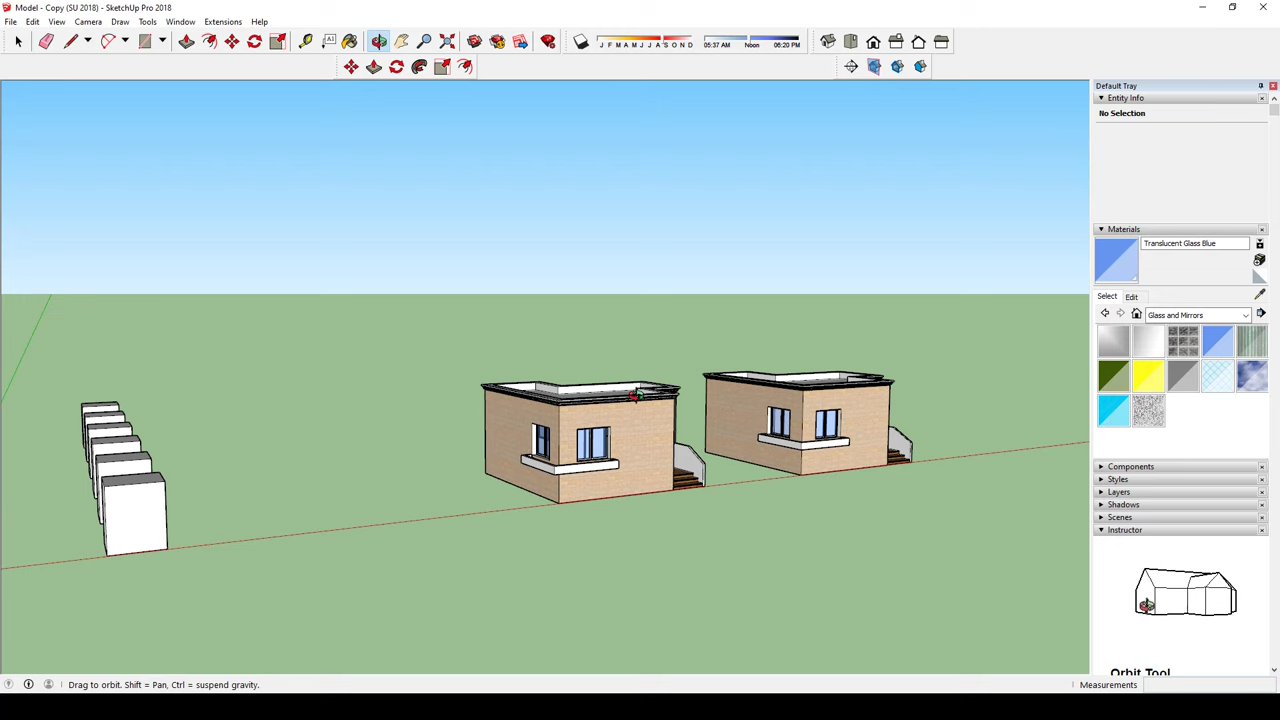 Model - Copy (SU 2018) - SketchUp Pro 2018
File Edit View Camera Draw Tools Window Extensions Help
J F M A M J J A S O N D 05:37 AM Noon 06:20 PM
Default Tray
Entity Info
No Selection
Materials
Translucent Glass Blue
Select Edit
Glass and Mirrors
Components
Styles
Layers
Shadows
Scenes
Instructor
Orbit Tool
Drag to orbit. Shift = Pan, Ctrl = suspend gravity.
Measurements